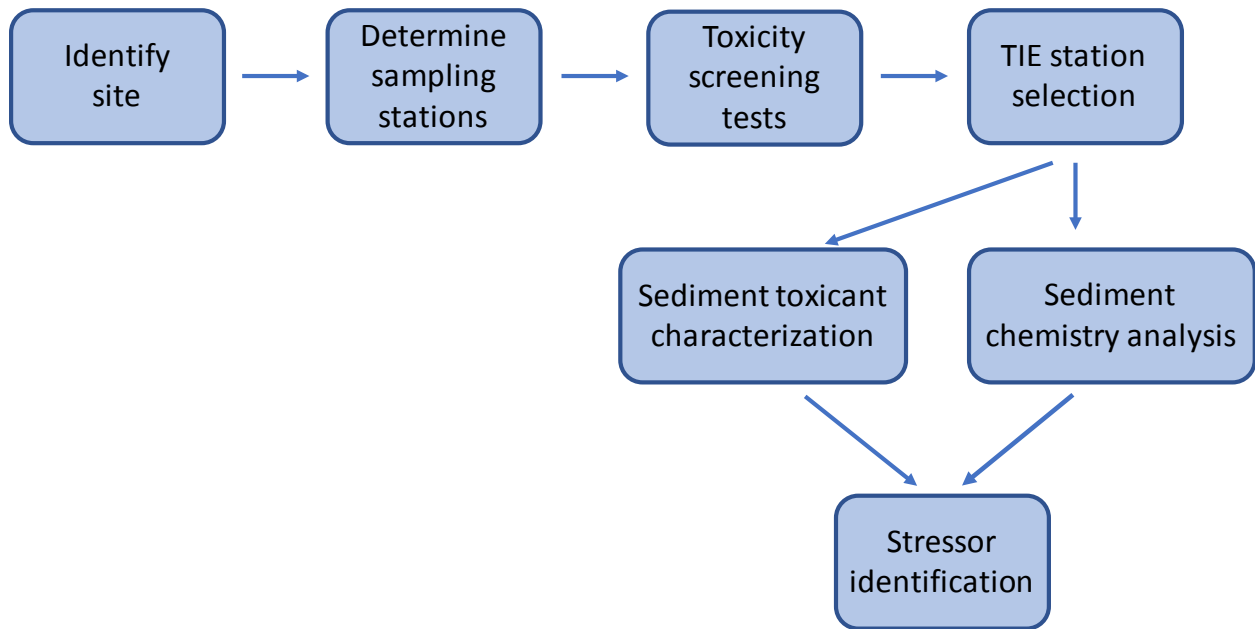 Identify
site
Determine
sampling
stations
Toxicity
screening
tests
TIE station
selection
Sediment toxicant
characterization
Sediment
chemistry analysis
Stressor
identification